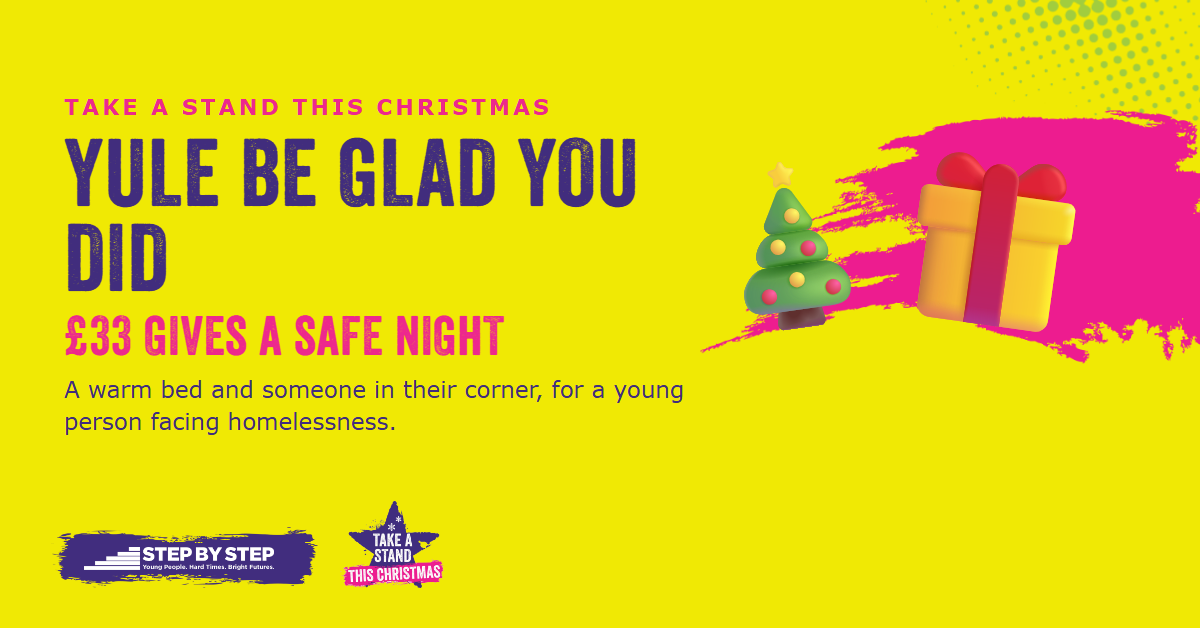 TAKE A STAND THIS CHRISTMAS
YULE BE GLAD YOU
DID
£33 GIVES A SAFE NIGHT
A warm bed and someone in their corner, for a young
person facing homelessness.
STEP BY STEP
Young People. Hard Times. Bright Futures.
TAKE A
STAND
THIS CHRISTMAS